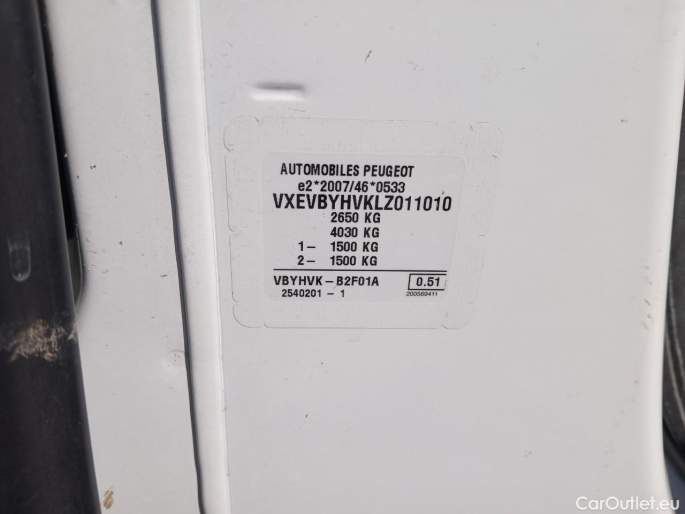 AUTOMOBILES PEUGEOT
e2*2007/46*0533
VXEVBYHVKLZ011010
2650 KG
4030 KG
1- 1500 KG
2- 1500 KG
VBYHVK-B2F01A 0.51
2540201 - 1 200569411
CarOutlet.eu